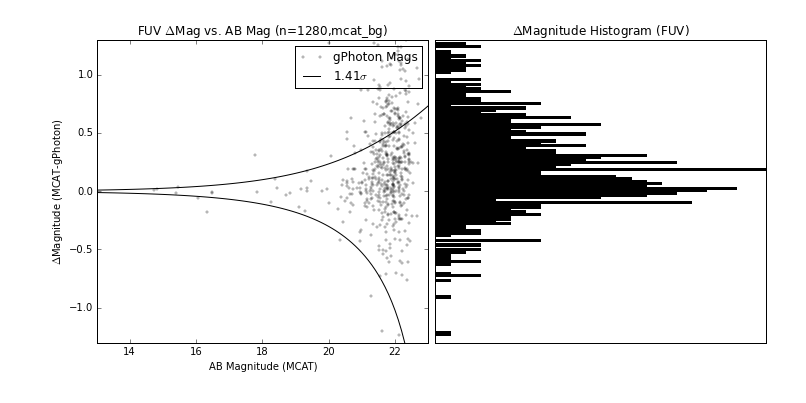 FUV ΔMag vs. AB Mag (n=1280,mcat_bg)
ΔMagnitude Histogram (FUV)
gPhoton Mags
1.41σ
ΔMagnitude (MCAT-gPhoton)
1.0
0.5
0.0
−0.5
−1.0
14 16 18 20 22
AB Magnitude (MCAT)